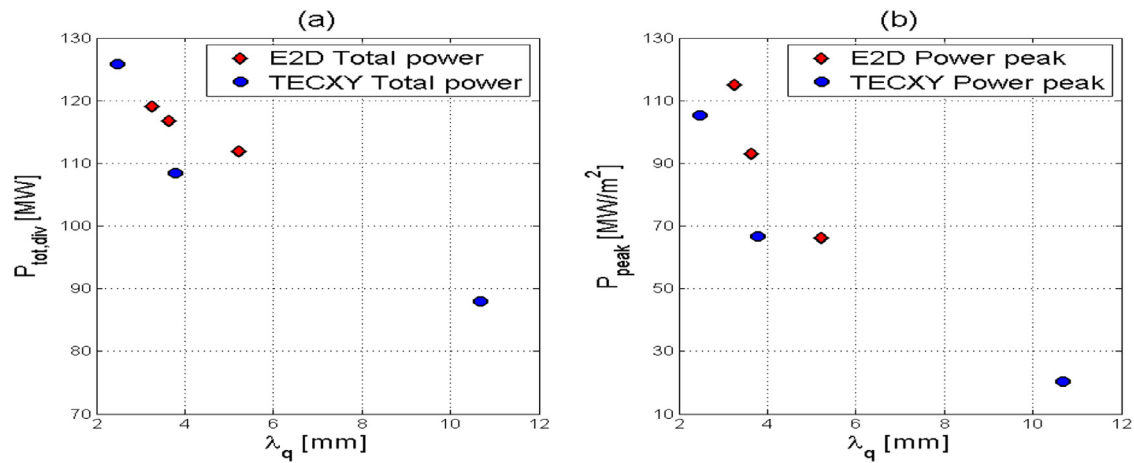 (a)
E2D Total power
TECXY Total power
P_tot,div [MW]
130
120
110
100
90
80
70
2 4 6 8 10 12
λ_q [mm]
(b)
E2D Power peak
TECXY Power peak
P_peak [MW/m²]
130
110
90
70
50
30
10
2 4 6 8 10 12
λ_q [mm]